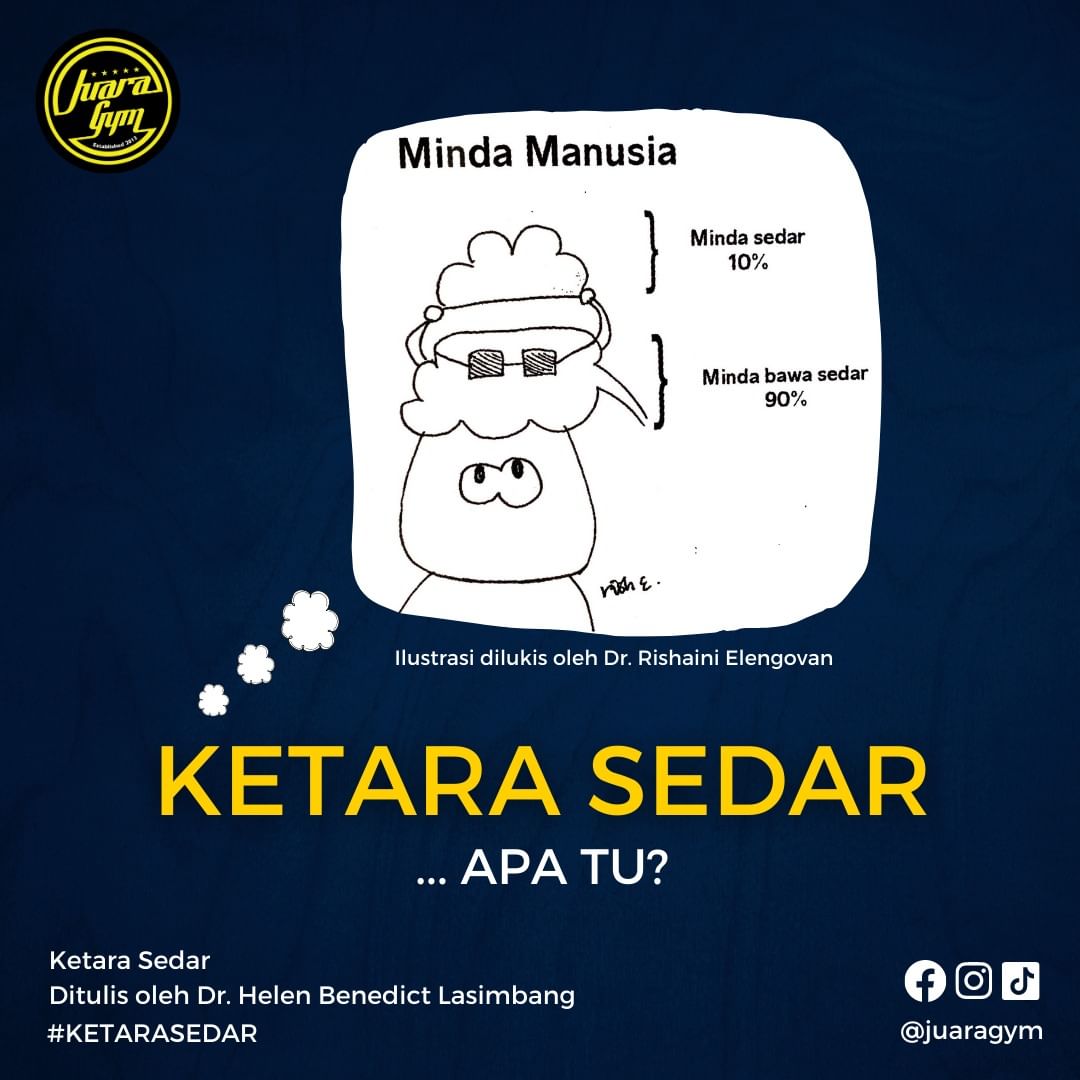 Juara
Gym
Established 2013
Minda Manusia
Minda sedar
10%
Minda bawa sedar
90%
Ilustrasi dilukis oleh Dr. Rishaini Elengovan
KETARA SEDAR
... APA TU?
Ketara Sedar
Ditulis oleh Dr. Helen Benedict Lasimbang
#KETARASEDAR
@juaragym